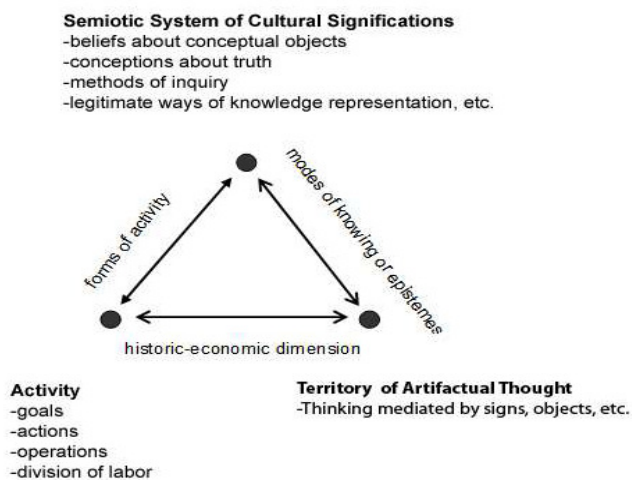 Semiotic System of Cultural Significations
-beliefs about conceptual objects
-conceptions about truth
-methods of inquiry
-legitimate ways of knowledge representation, etc.
forms of activity
modes of knowing or epistemes
historic-economic dimension
Activity
-goals
-actions
-operations
-division of labor
Territory of Artifactual Thought
-Thinking mediated by signs, objects, etc.